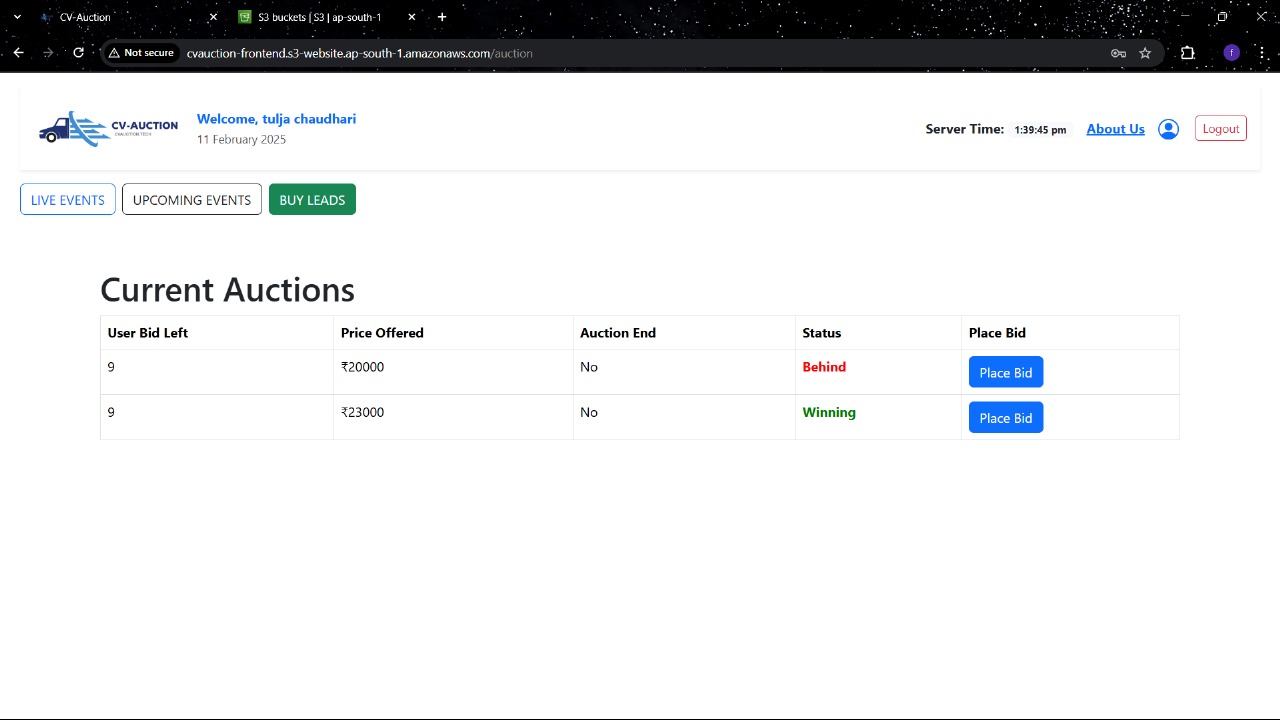 CV-Auction
S3 buckets | S3 | ap-south-1
Not secure
cvauction-frontend.s3-website.ap-south-1.amazonaws.com/auction
f
CV-AUCTION
Welcome, tulja chaudhari
11 February 2025
Server Time: 1:39:45 pm
About Us
Logout
LIVE EVENTS
UPCOMING EVENTS
BUY LEADS
Current Auctions
User Bid Left Price Offered Auction End Status Place Bid
9 ₹20000 No Behind Place Bid
9 ₹23000 No Winning Place Bid